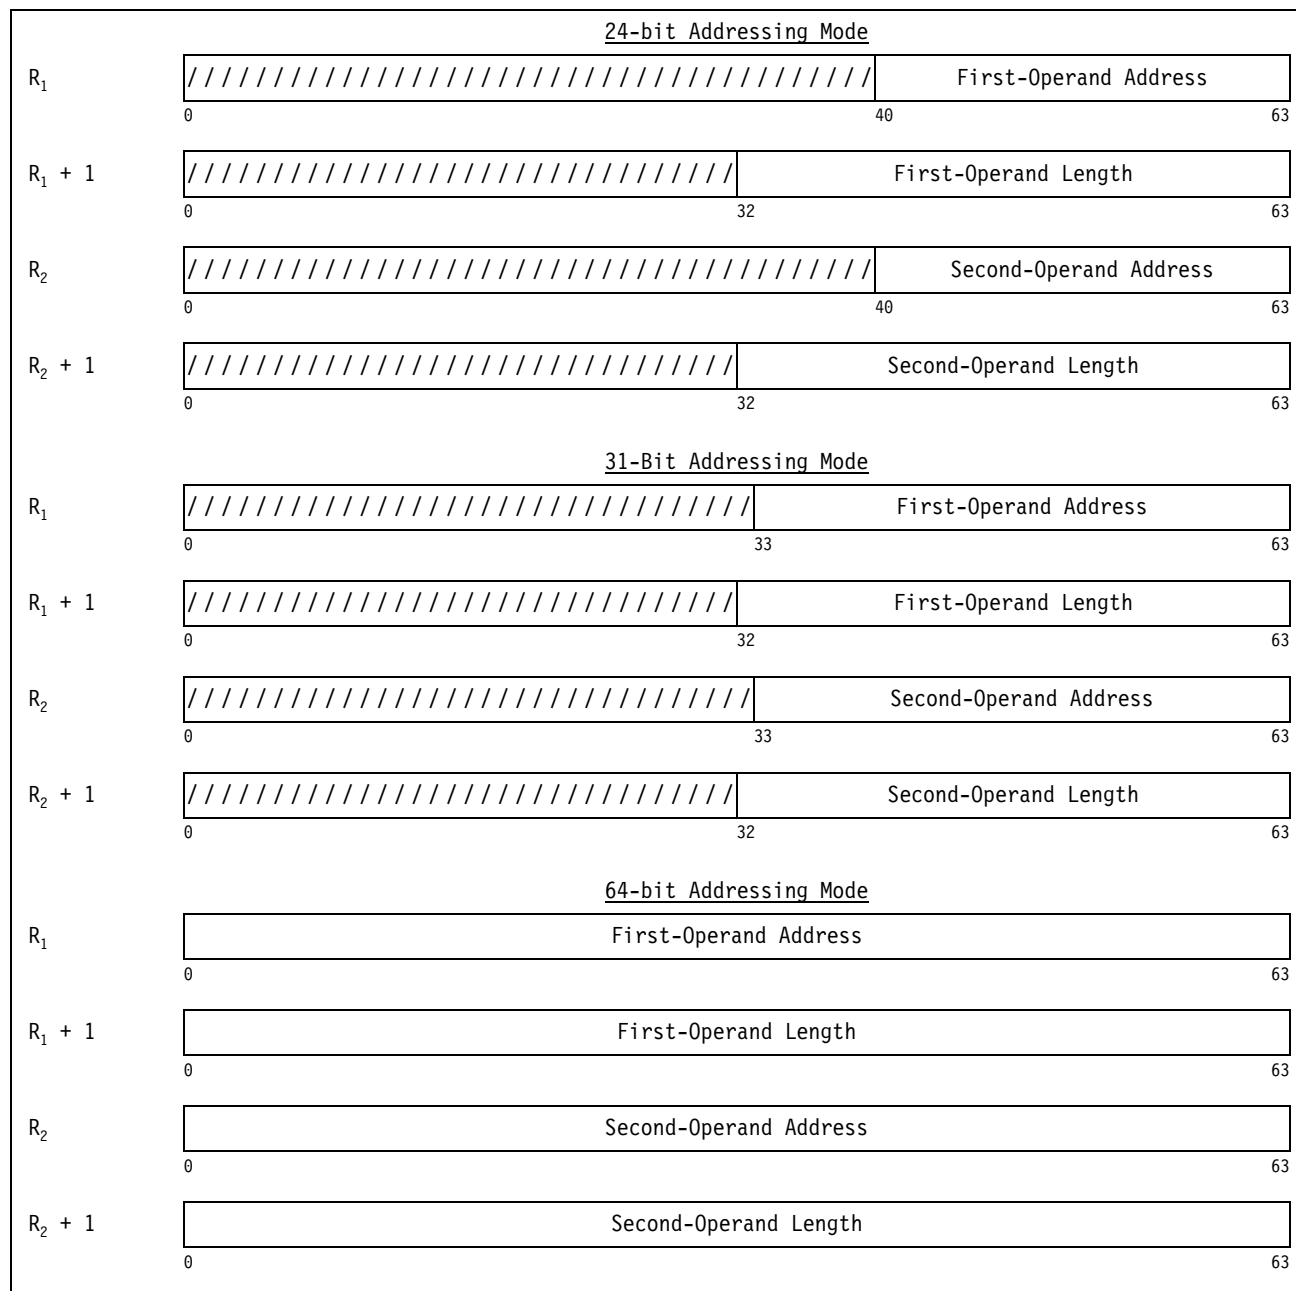 24-bit Addressing Mode
R₁ ////////////////////////////////////////First-Operand Address
0 40 63
R₁ + 1 //////////////////////////////// First-Operand Length
0 32 63
R₂ ////////////////////////////////////////Second-Operand Address
0 40 63
R₂ + 1 //////////////////////////////// Second-Operand Length
0 32 63
31-Bit Addressing Mode
R₁ ///////////////////////////////// First-Operand Address
0 33 63
R₁ + 1 //////////////////////////////// First-Operand Length
0 32 63
R₂ ///////////////////////////////// Second-Operand Address
0 33 63
R₂ + 1 //////////////////////////////// Second-Operand Length
0 32 63
64-bit Addressing Mode
R₁ First-Operand Address
0 63
R₁ + 1 First-Operand Length
0 63
R₂ Second-Operand Address
0 63
R₂ + 1 Second-Operand Length
0 63